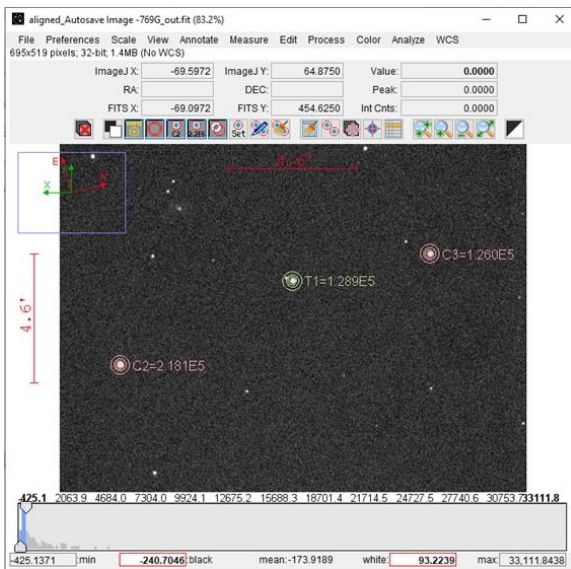 aligned_Autosave Image -769G_out.fit (83.2%)
File Preferences Scale View Annotate Measure Edit Process Color Analyze WCS
695x519 pixels; 32-bit; 1.4MB (No WCS)
ImageJ X: -69.5972 ImageJ Y: 64.8750 Value: 0.0000
RA: DEC: Peak: 0.0000
FITS X: -69.0972 FITS Y: 454.6250 Int Cnts: 0.0000
C2 Set
4.6'
E
X
C3=1.260E5
T1=1.289E5
4.6'
C2=2.181E5
-425.1 2063.9 4684.0 7304.0 9924.1 12675.2 15688.3 18701.4 21714.5 24727.5 27740.6 30753.7 33111.8
-425.1371 :min -240.7046 :black mean:-173.9189 white: 93.2239 max: 33,111.8438